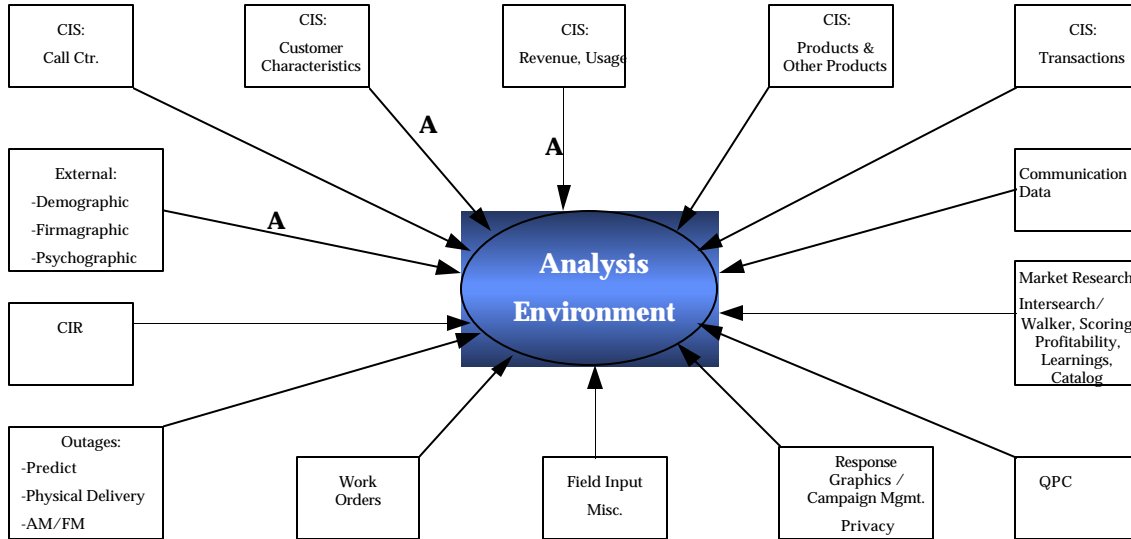 CIS:
Call Ctr.
CIS:
Customer
Characteristics
CIS:
Revenue, Usage
CIS:
Products &
Other Products
CIS:
Transactions
A
A
External:
-Demographic
-Firmagraphic
-Psychographic
A
Communication
Data
Analysis
Environment
Market Research
Intersearch/
Walker, Scoring
Profitability,
Learnings,
Catalog
CIR
Outages:
-Predict
-Physical Delivery
-AM/FM
Work
Orders
Field Input
Misc.
Response
Graphics /
Campaign Mgmt.
Privacy
QPC